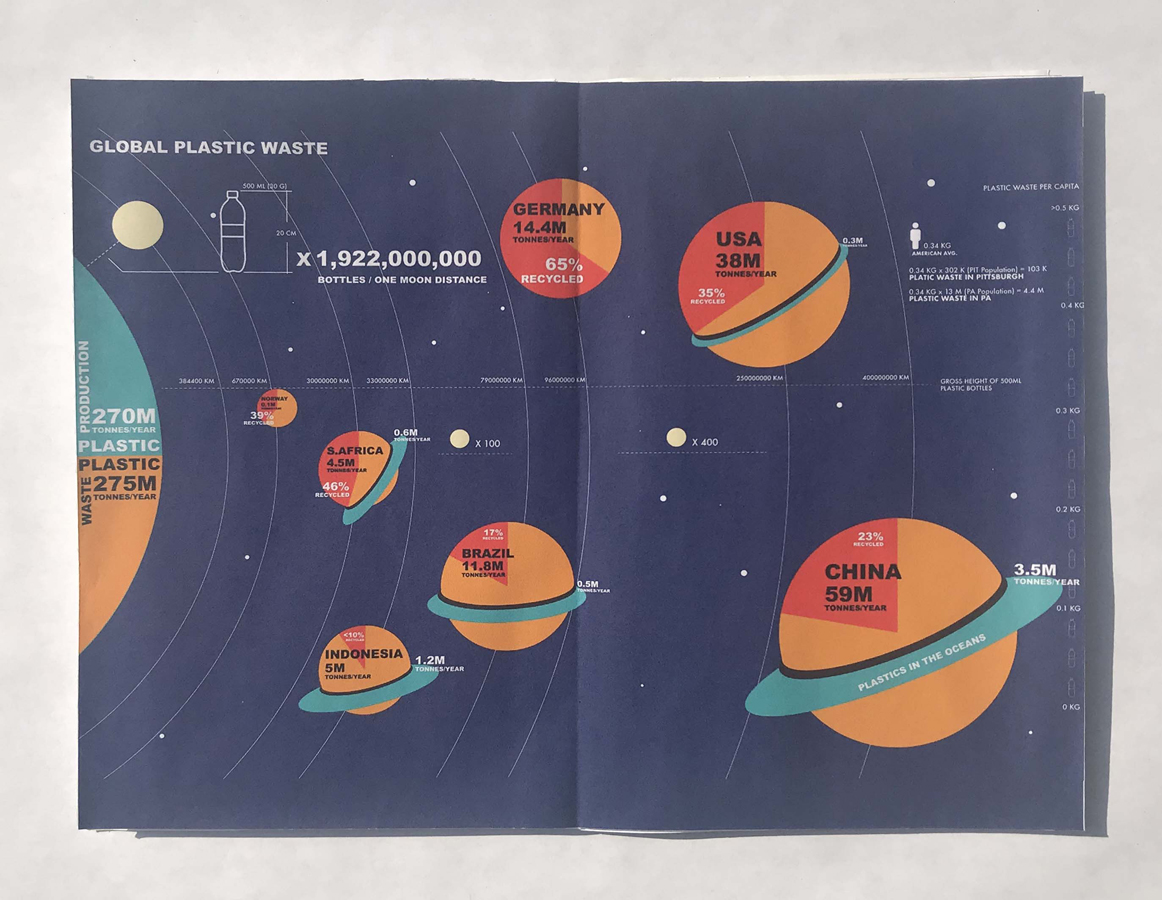 GLOBAL PLASTIC WASTE
500 ML (20 G)
20 CM
X 1,922,000,000
BOTTLES / ONE MOON DISTANCE
PRODUCTION
270M
TONNES/YEAR
PLASTIC
PLASTIC
WASTE
275M
TONNES/YEAR
384400 KM
670000 KM
30000000 KM
33000000 KM
79000000 KM
96000000 KM
250000000 KM
400000000 KM
GROSS HEIGHT OF 500ML
PLASTIC BOTTLES
NORWAY
39%
RECYCLED
S.AFRICA
4.5M
TONNES/YEAR
46%
RECYCLED
0.6M
TONNES/YEAR
X 100
X 400
GERMANY
14.4M
TONNES/YEAR
65%
RECYCLED
USA
38M
TONNES/YEAR
35%
RECYCLED
0.3M
TONNES/YEAR
PLASTIC WASTE PER CAPITA
>0.5 KG
0.4 KG
0.3 KG
0.2 KG
0.1 KG
0 KG
0.34 KG
AMERICAN AVG.
0.34 KG x 302 K (PIT Population) = 103 K
PLATIC WASTE IN PITTSBURGH
0.34 KG x 13 M (PA Population) = 4.4 M
PLASTIC WASTE IN PA
17%
RECYCLED
BRAZIL
11.8M
TONNES/YEAR
0.5M
TONNES/YEAR
<10%
RECYCLED
INDONESIA
5M
TONNES/YEAR
1.2M
TONNES/YEAR
23%
RECYCLED
CHINA
59M
TONNES/YEAR
3.5M
TONNES/YEAR
PLASTICS IN THE OCEANS